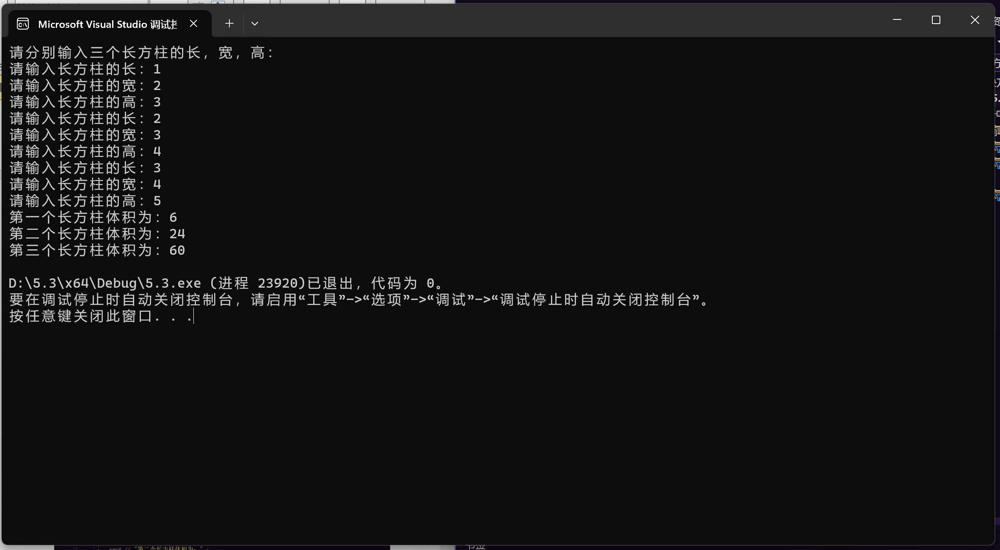 Microsoft Visual Studio 调试控
请分别输入三个长方柱的长，宽，高：
请输入长方柱的长：1
请输入长方柱的宽：2
请输入长方柱的高：3
请输入长方柱的长：2
请输入长方柱的宽：3
请输入长方柱的高：4
请输入长方柱的长：3
请输入长方柱的宽：4
请输入长方柱的高：5
第一个长方柱体积为：6
第二个长方柱体积为：24
第三个长方柱体积为：60
D:\5.3\x64\Debug\5.3.exe (进程 23920)已退出，代码为 0。
要在调试停止时自动关闭控制台，请启用“工具”->“选项”->“调试”->“调试停止时自动关闭控制台”。
按任意键关闭此窗口. . .